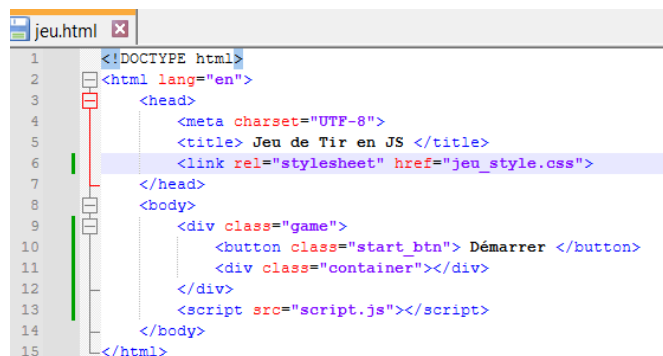 jeu.html
1 <!DOCTYPE html>
2 <html lang="en">
3 <head>
4 <meta charset="UTF-8">
5 <title> Jeu de Tir en JS </title>
6 <link rel="stylesheet" href="jeu_style.css">
7 </head>
8 <body>
9 <div class="game">
10 <button class="start_btn"> Démarrer </button>
11 <div class="container"></div>
12 </div>
13 <script src="script.js"></script>
14 </body>
15 </html>